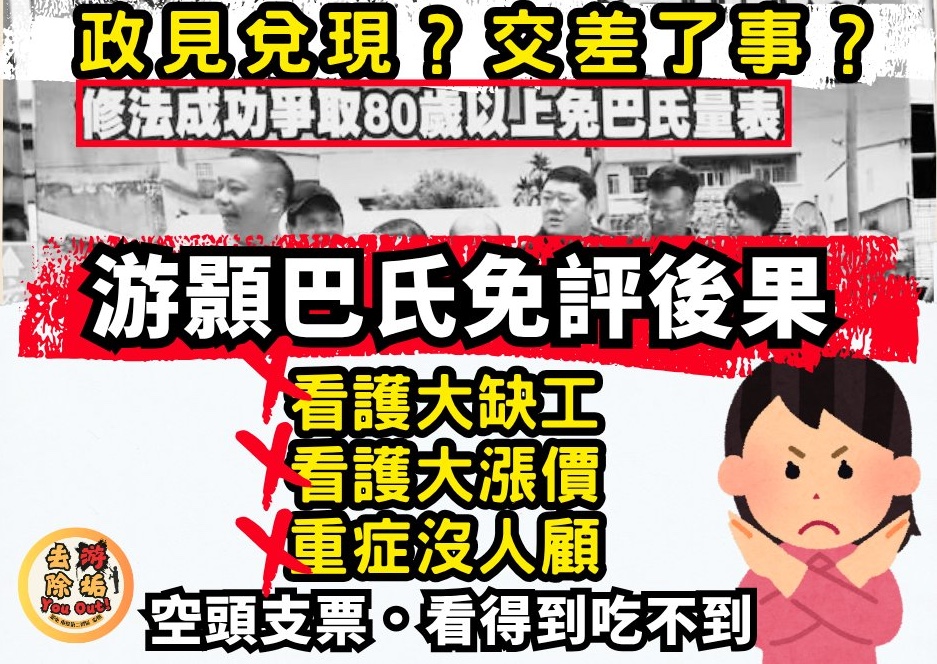 政見兌現？交差了事？
修法成功爭取80歲以上免巴氏量表
游顥巴氏免評後果
看護大缺工
看護大漲價
重症沒人顧
去游
除垢
You Out!
空頭支票。看得到吃不到